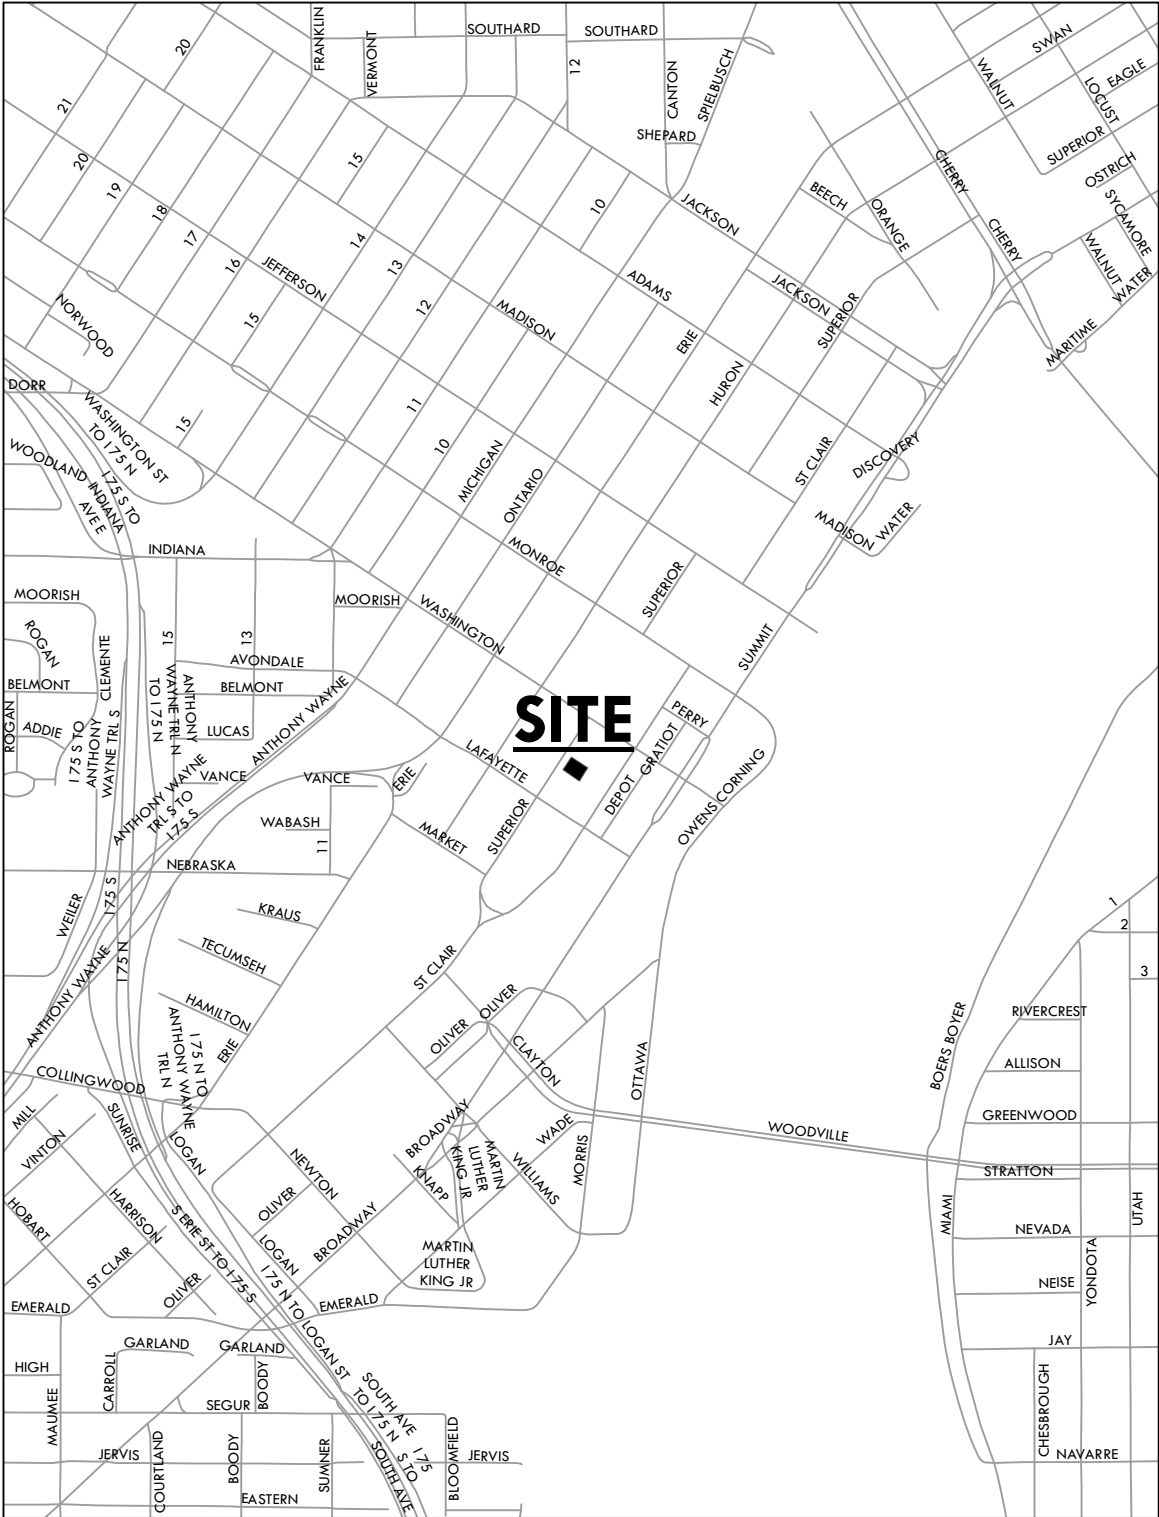 FRANKLIN
VERMONT
SOUTHARD
SOUTHARD
12
CANTON
SPIELBUSCH
SHEPARD
SWAN
WALNUT
EAGLE
LOCUST
SUPERIOR
OSTRICH
SYCAMORE
WALNUT
WATER
MARITIME
CHERRY
CHERRY
20
21
20
19
18
17
16
15
15
14
13
12
11
10
10
15
JACKSON
BEECH
ORANGE
JEFFERSON
MADISON
ADAMS
JACKSON
SUPERIOR
ERIE
HURON
NORWOOD
DORR
WASHINGTON ST
TO I 75 N
WOODLAND
INDIANA
AVE E
I 75 S TO
MICHIGAN
ONTARIO
ST CLAIR
DISCOVERY
MADISON
WATER
INDIANA
MONROE
SUPERIOR
MOORISH
MOORISH
WASHINGTON
SUMMIT
ROGAN
CLEMENTE
15
13
AVONDALE
BELMONT
BELMONT
ROGAN
ADDIE
I 75 S TO
ANTHONY
WAYNE TRL S
TO I 75 N
WAYNE TRL N
ANTHONY
LUCAS
ANTHONY WAYNE
VANCE
VANCE
ANTHONY WAYNE
TRL S TO
I 75 S
SITE
PERRY
LAFAYETTE
GRATIOT
DEPOT
OWENS CORNING
ERIE
SUPERIOR
MARKET
WABASH
11
NEBRASKA
WEILER
I 75 S
I 75 N
KRAUS
TECUMSEH
HAMILTON
ANTHONY WAYNE
ST CLAIR
OLIVER
OLIVER
CLAYTON
OTTAWA
BOERS BOYER
1
2
3
RIVERCREST
ALLISON
GREENWOOD
STRATTON
WOODVILLE
I 75 N TO
ANTHONY WAYNE
TRL N
ERIE
COLLINGWOOD
MILL
VINTON
SUNRISE
LOGAN
NEWTON
BROADWAY
KNAPP
MARTIN
LUTHER
KING JR
WADE
WILLIAMS
MORRIS
HOBART
HARRISON
ST CLAIR
OLIVER
OLIVER
LOGAN
BROADWAY
S ERIE ST TO I 75 S
MARTIN
LUTHER
KING JR
MIAMI
NEVADA
UTAH
YONDOTA
NEISE
JAY
CHESBROUGH
NAVARRE
EMERALD
EMERALD
I 75 N TO LOGAN ST
GARLAND
GARLAND
HIGH
MAUMEE
CARROLL
BOODY
SEGUR
SOUTH AVE
TO I 75 N
I 75
S TO
SOUTH AVE
JERVIS
COURTLAND
BOODY
SUMNER
BLOOMFIELD
JERVIS
EASTERN